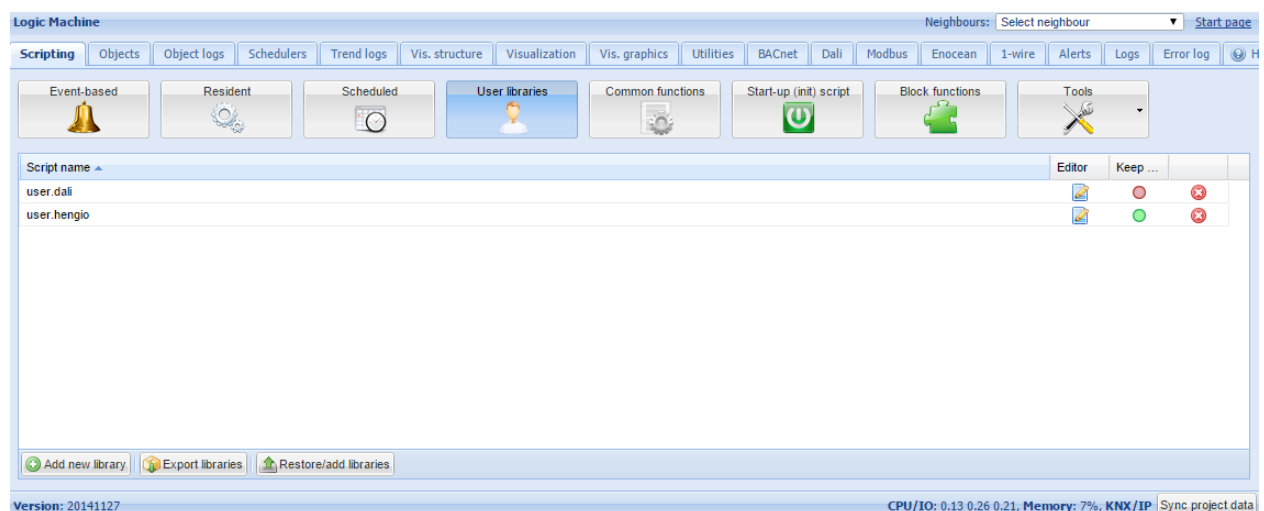 Logic Machine Neighbours: Select neighbour Start page
Scripting Objects Object logs Schedulers Trend logs Vis. structure Visualization Vis. graphics Utilities BACnet Dali Modbus Enocean 1-wire Alerts Logs Error log H
Event-based Resident Scheduled User libraries Common functions Start-up (init) script Block functions Tools
Script name Editor Keep ...
user.dali
user.hengio
Add new library Export libraries Restore/add libraries
Version: 20141127 CPU/IO: 0.13 0.26 0.21, Memory: 7%, KNX/IP Sync project data